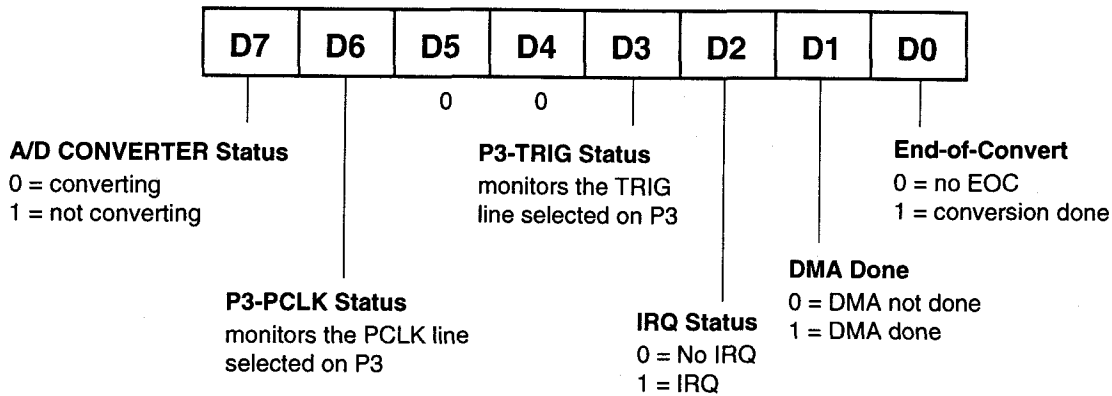 D7 D6 D5 D4 D3 D2 D1 D0
0 0
A/D CONVERTER Status
0 = converting
1 = not converting
P3-TRIG Status
monitors the TRIG
line selected on P3
End-of-Convert
0 = no EOC
1 = conversion done
P3-PCLK Status
monitors the PCLK line
selected on P3
IRQ Status
0 = No IRQ
1 = IRQ
DMA Done
0 = DMA not done
1 = DMA done